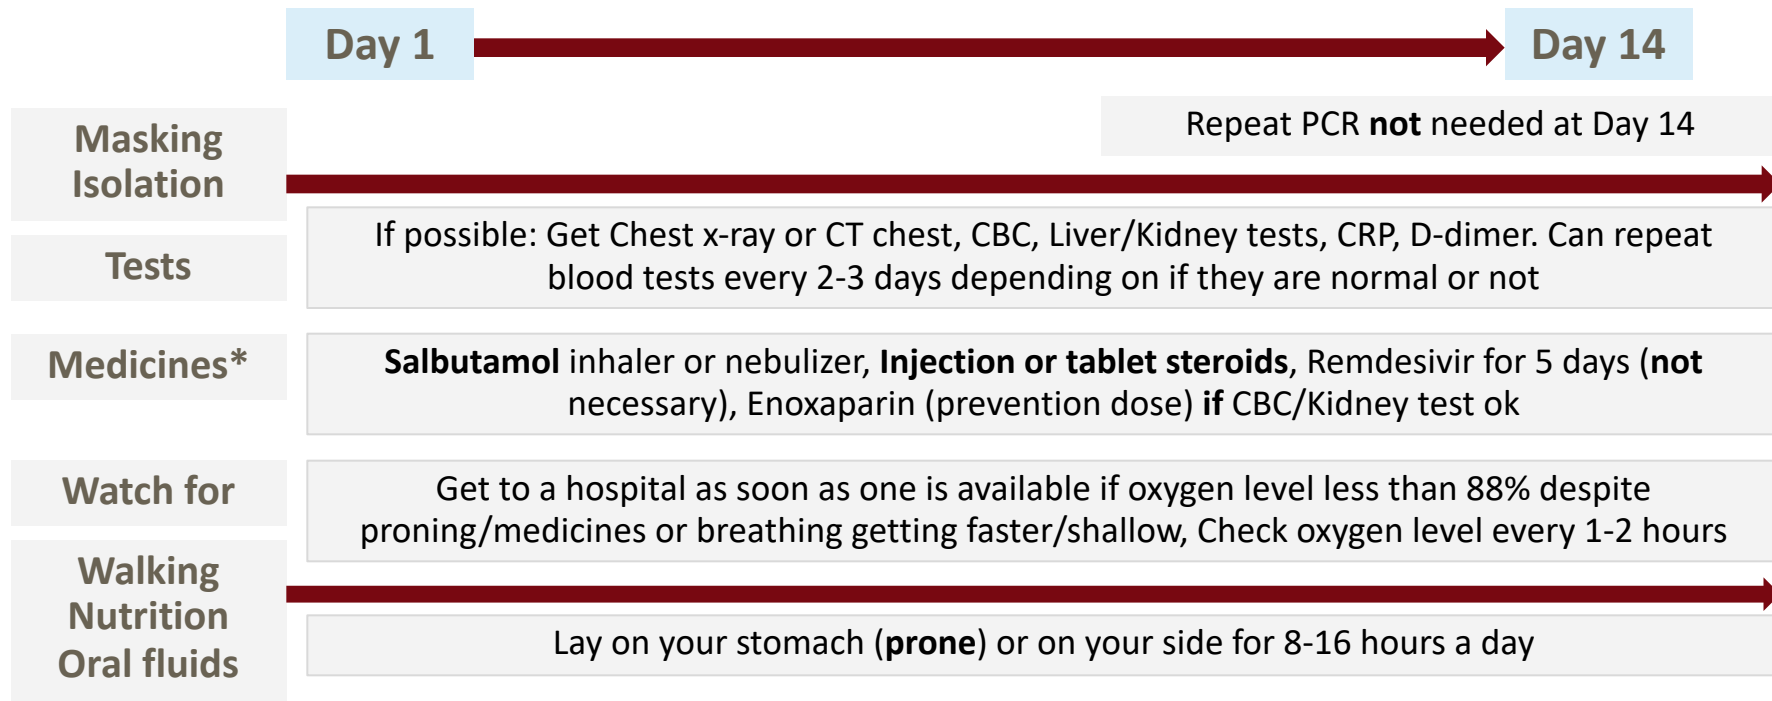 Day 1
Day 14
Repeat PCR not needed at Day 14
Masking
Isolation
If possible: Get Chest x-ray or CT chest, CBC, Liver/Kidney tests, CRP, D-dimer. Can repeat
blood tests every 2-3 days depending on if they are normal or not
Tests
Medicines*
Salbutamol inhaler or nebulizer, Injection or tablet steroids, Remdesivir for 5 days (not
necessary), Enoxaparin (prevention dose) if CBC/Kidney test ok
Watch for
Get to a hospital as soon as one is available if oxygen level less than 88% despite
proning/medicines or breathing getting faster/shallow, Check oxygen level every 1-2 hours
Walking
Nutrition
Oral fluids
Lay on your stomach (prone) or on your side for 8-16 hours a day